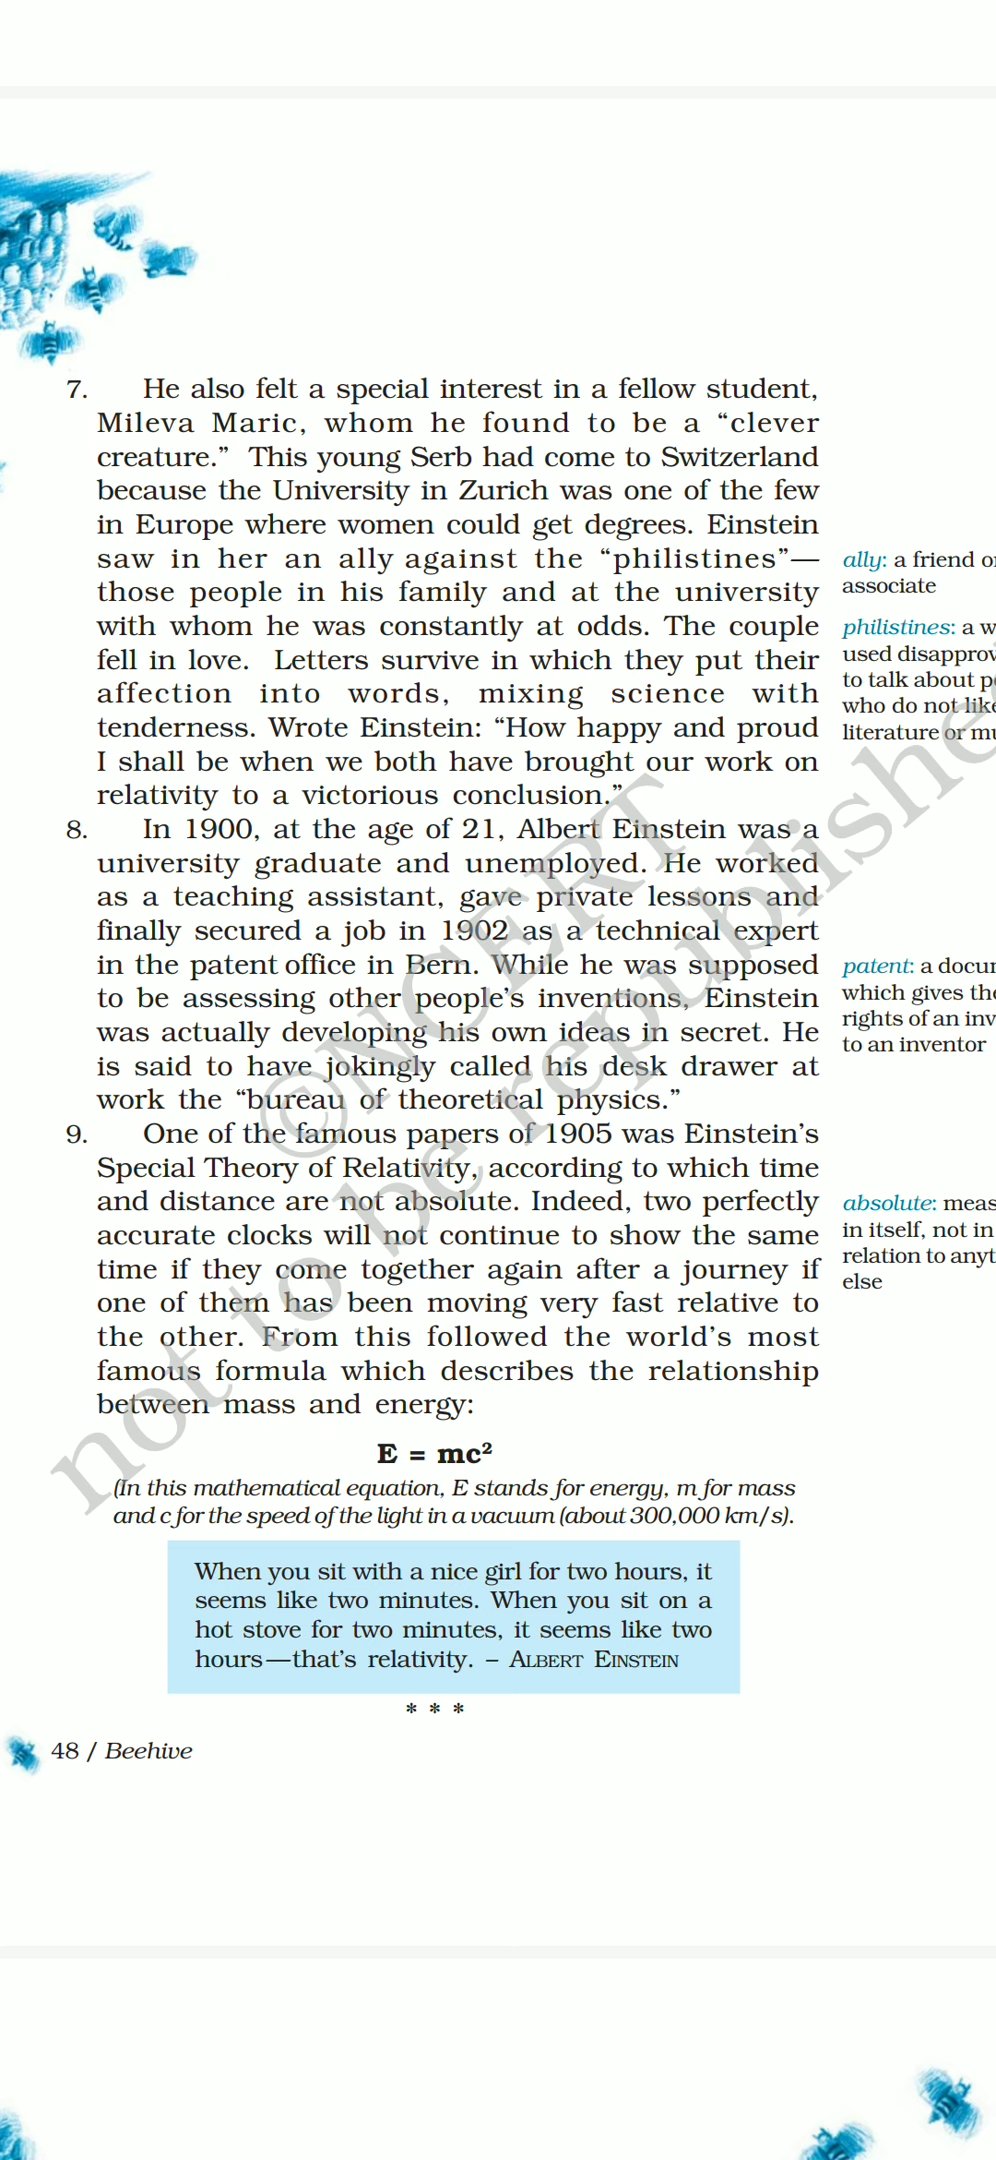 7. He also felt a special interest in a fellow student,
Mileva Maric, whom he found to be a “clever
creature.” This young Serb had come to Switzerland
because the University in Zurich was one of the few
in Europe where women could get degrees. Einstein
saw in her an ally against the “philistines”—
those people in his family and at the university
with whom he was constantly at odds. The couple
fell in love. Letters survive in which they put their
affection into words, mixing science with
tenderness. Wrote Einstein: “How happy and proud
I shall be when we both have brought our work on
relativity to a victorious conclusion.”
8. In 1900, at the age of 21, Albert Einstein was a
university graduate and unemployed. He worked
as a teaching assistant, gave private lessons and
finally secured a job in 1902 as a technical expert
in the patent office in Bern. While he was supposed
to be assessing other people’s inventions, Einstein
was actually developing his own ideas in secret. He
is said to have jokingly called his desk drawer at
work the “bureau of theoretical physics.”
9. One of the famous papers of 1905 was Einstein’s
Special Theory of Relativity, according to which time
and distance are not absolute. Indeed, two perfectly
accurate clocks will not continue to show the same
time if they come together again after a journey if
one of them has been moving very fast relative to
the other. From this followed the world’s most
famous formula which describes the relationship
between mass and energy:
E = mc²
(In this mathematical equation, E stands for energy, m for mass
and c for the speed of the light in a vacuum (about 300,000 km/s).
When you sit with a nice girl for two hours, it
seems like two minutes. When you sit on a
hot stove for two minutes, it seems like two
hours—that’s relativity. – ALBERT EINSTEIN
* * *
48 / Beehive
ally: a friend or
associate
philistines: a w
used disapprov
to talk about p
who do not like
literature or mu
patent: a docum
which gives the
rights of an inv
to an inventor
absolute: meas
in itself, not in
relation to anyt
else
©NCERT
not to be republishe